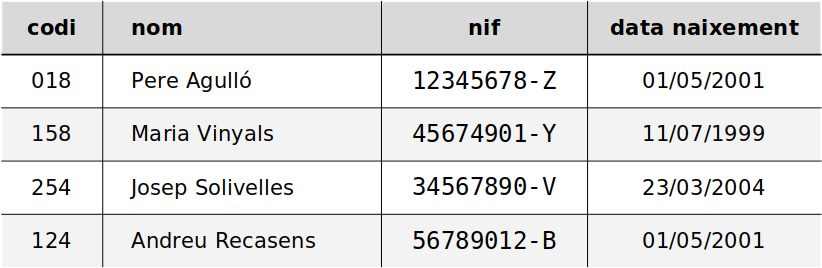 codi nom nif data naixement
018 Pere Agulló 12345678-Z 01/05/2001
158 Maria Vinyals 45674901-Y 11/07/1999
254 Josep Solivelles 34567890-V 23/03/2004
124 Andreu Recasens 56789012-B 01/05/2001